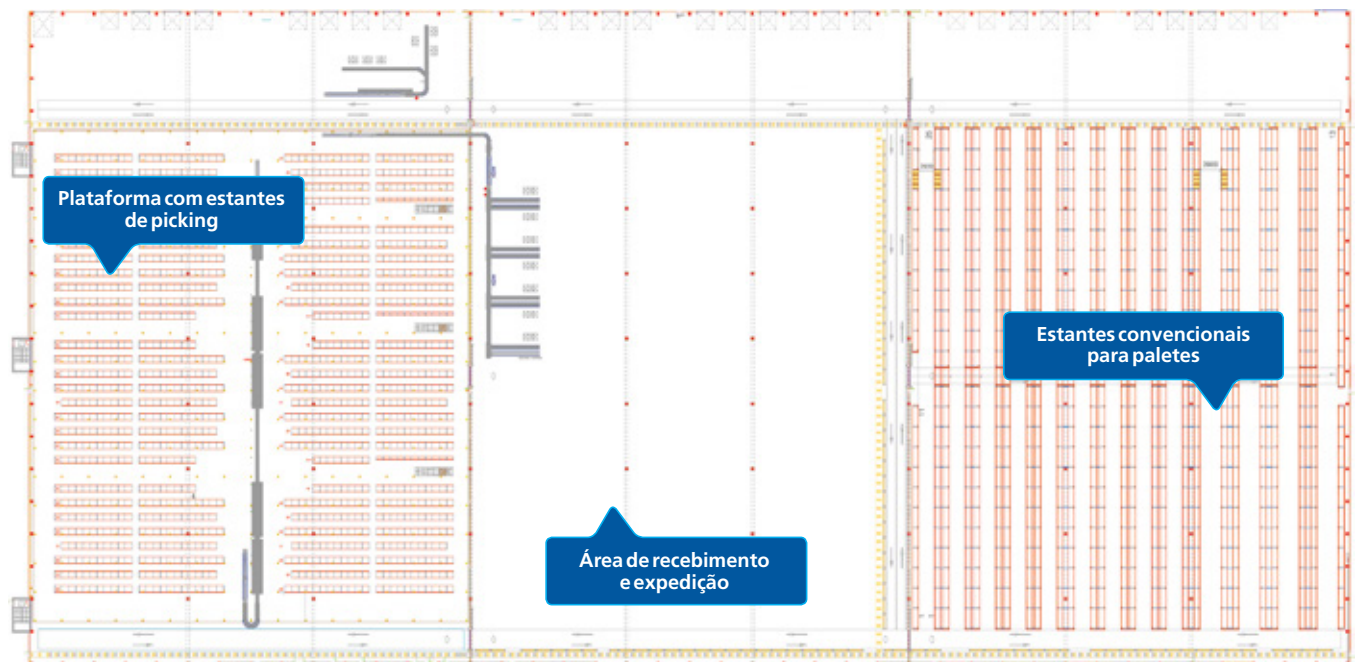 Plataforma com estantes
de picking
Estantes convencionais
para paletes
Área de recebimento
e expedição